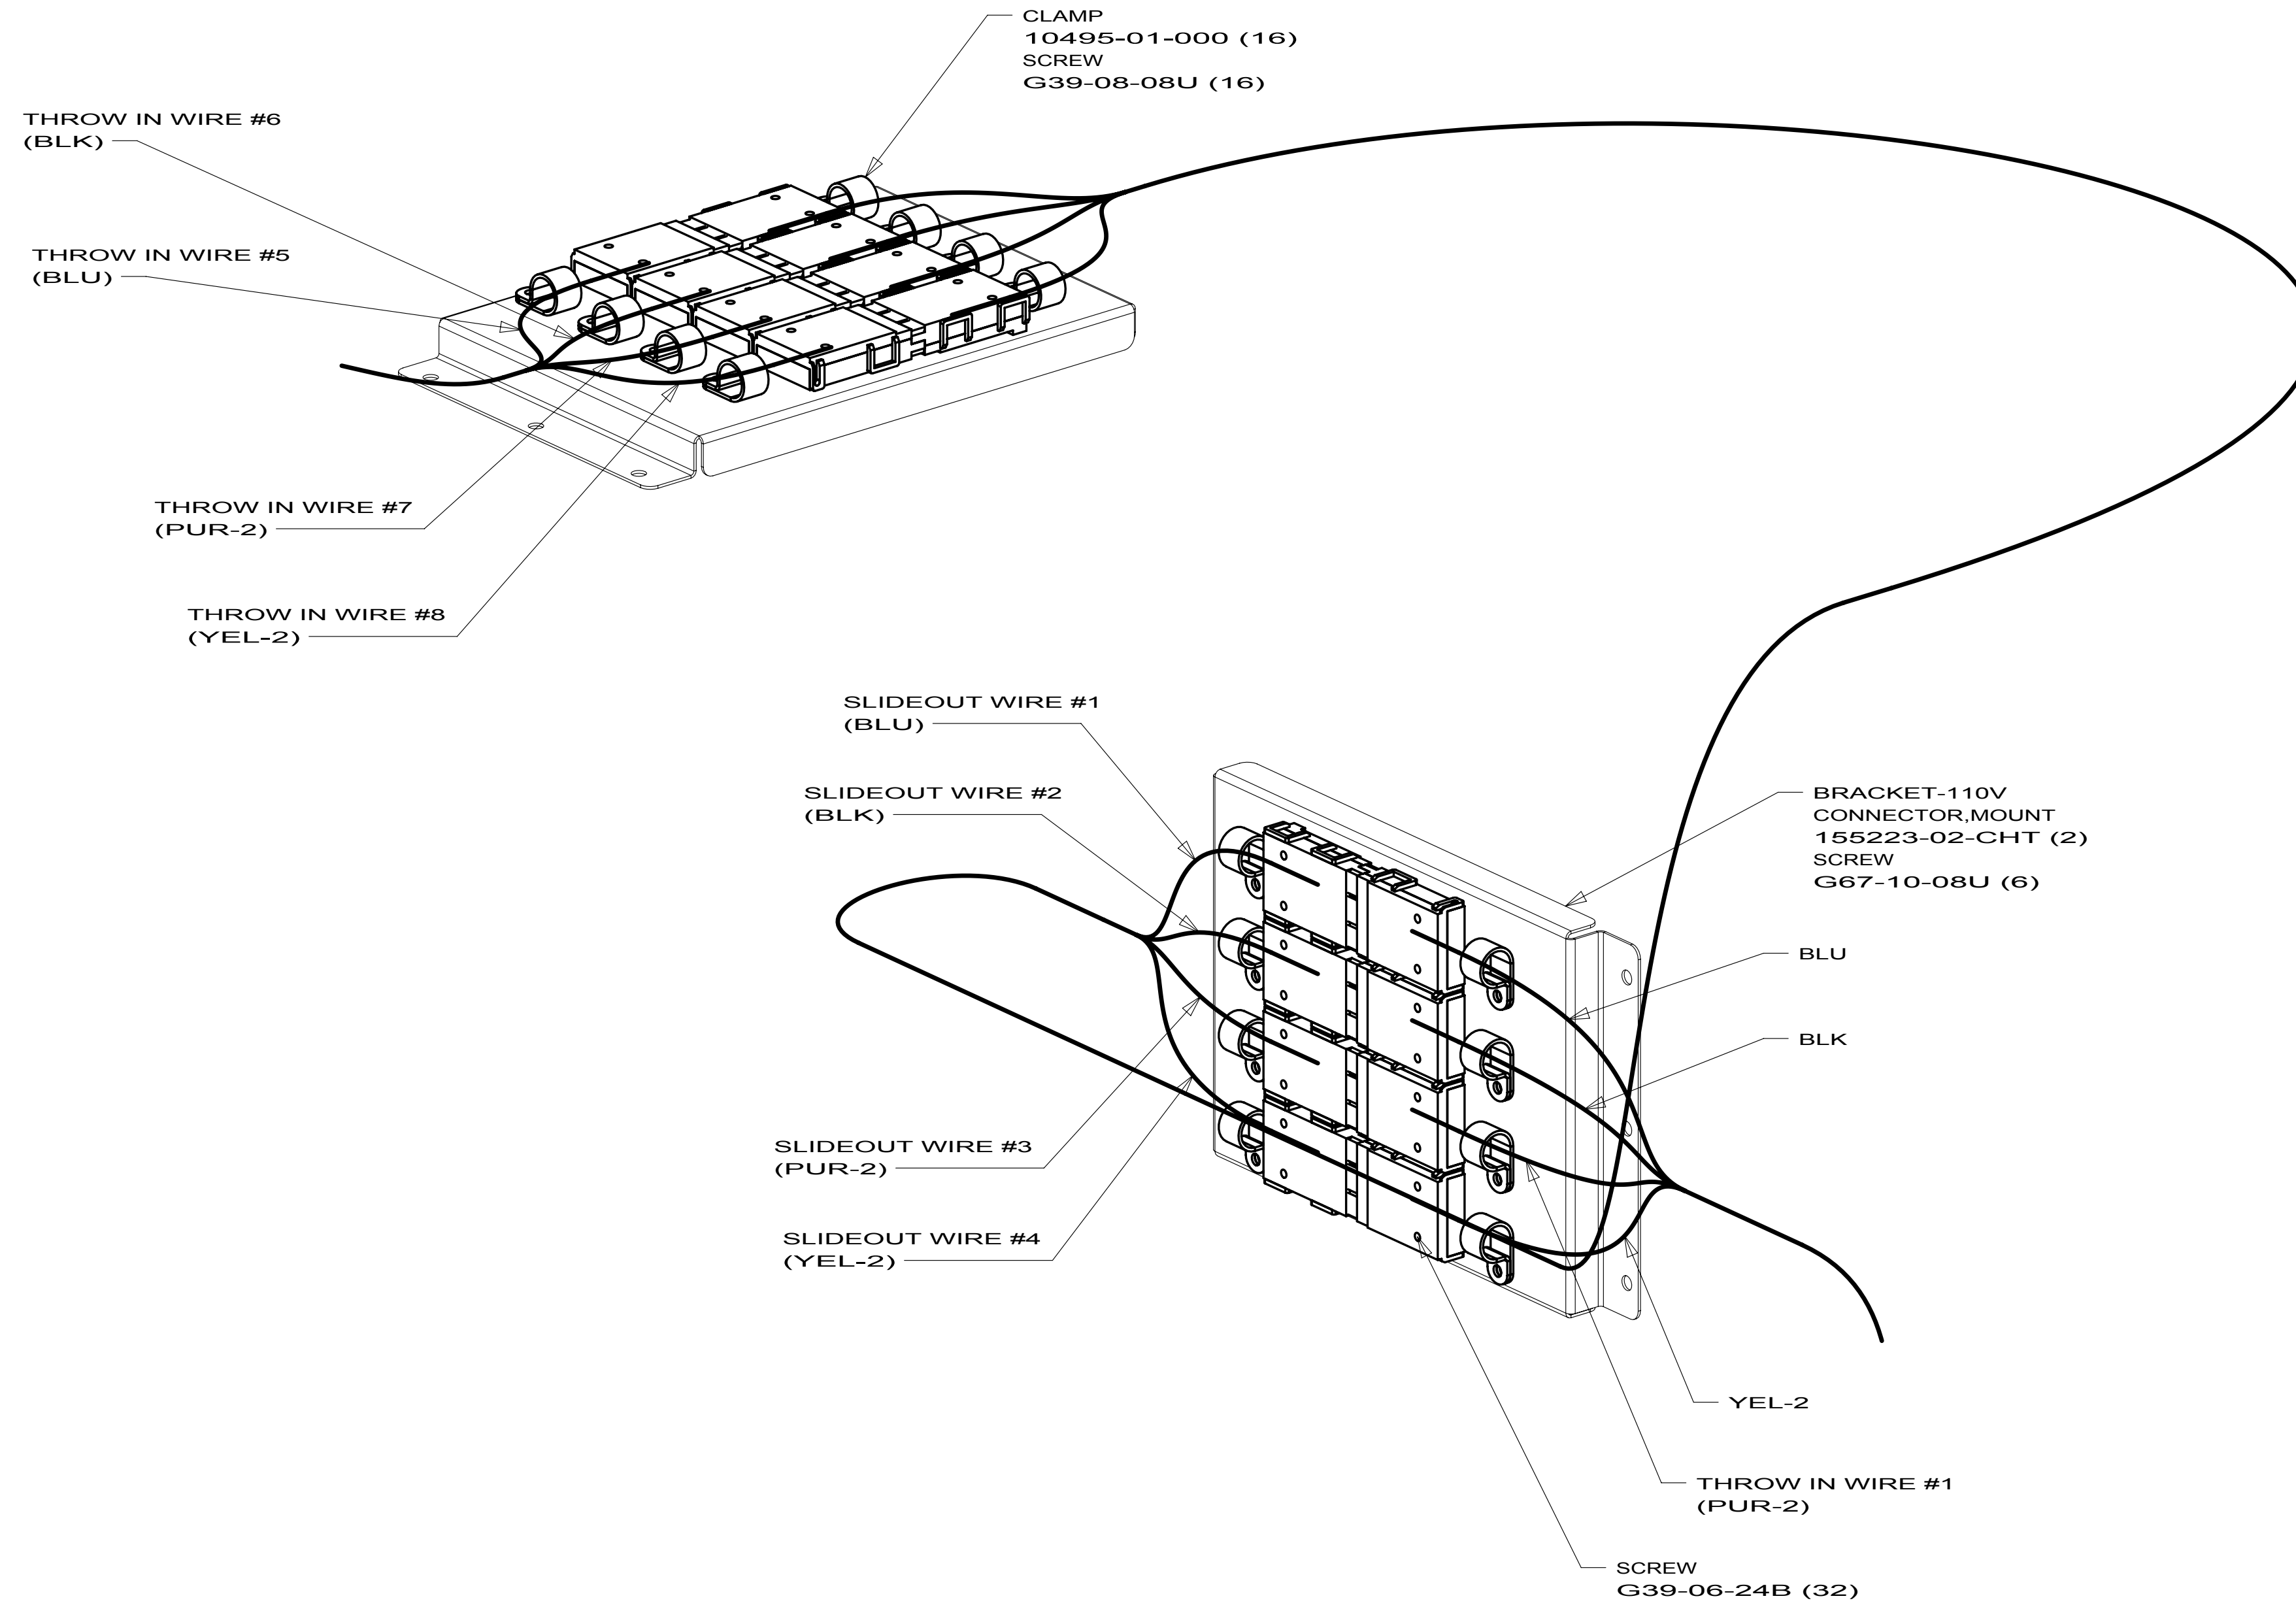 CLAMP
10495-01-000 (16)
SCREW
G39-08-08U (16)
THROW IN WIRE #6
(BLK)
THROW IN WIRE #5
(BLU)
THROW IN WIRE #7
(PUR-2)
THROW IN WIRE #8
(YEL-2)
SLIDEOUT WIRE #1
(BLU)
SLIDEOUT WIRE #2
(BLK)
BRACKET-110V
CONNECTOR,MOUNT
155223-02-CHT (2)
SCREW
G67-10-08U (6)
BLU
BLK
SLIDEOUT WIRE #3
(PUR-2)
SLIDEOUT WIRE #4
(YEL-2)
YEL-2
THROW IN WIRE #1
(PUR-2)
SCREW
G39-06-24B (32)